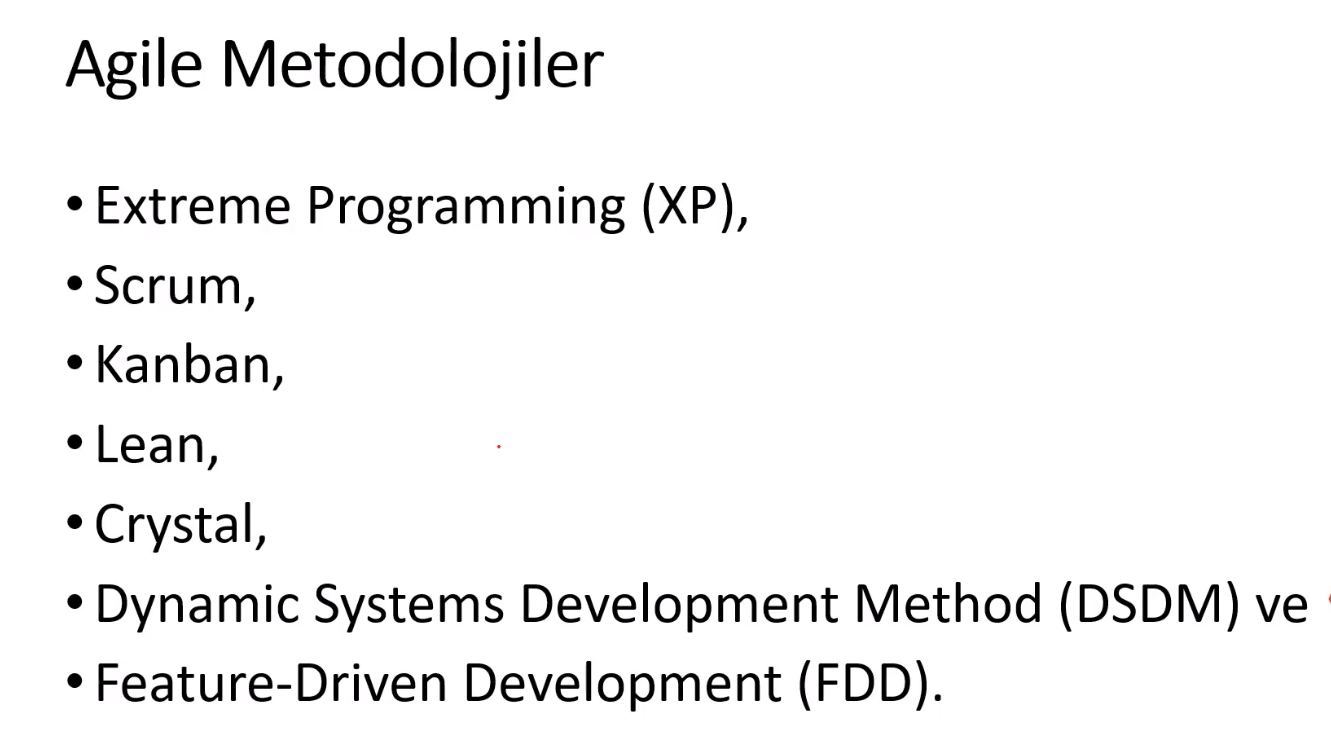 Agile Metodolojiler
• Extreme Programming (XP),
• Scrum,
• Kanban,
• Lean,
• Crystal,
• Dynamic Systems Development Method (DSDM) ve
• Feature-Driven Development (FDD).